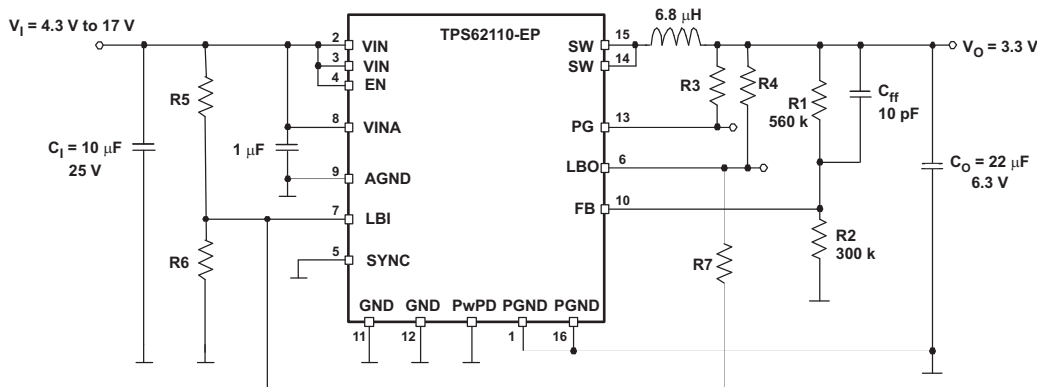 V_I = 4.3 V to 17 V
TPS62110-EP
6.8 μH
V_O = 3.3 V
2 VIN
3 VIN
4 EN
8 VINA
9 AGND
7 LBI
5 SYNC
SW 15
SW 14
PG 13
LBO 6
FB 10
GND GND PwPD PGND PGND
11 12 1 16
R5
R6
C_I = 10 μF
25 V
1 μF
R3
R4
R1
560 k
C_ff
10 pF
C_O = 22 μF
6.3 V
R2
300 k
R7